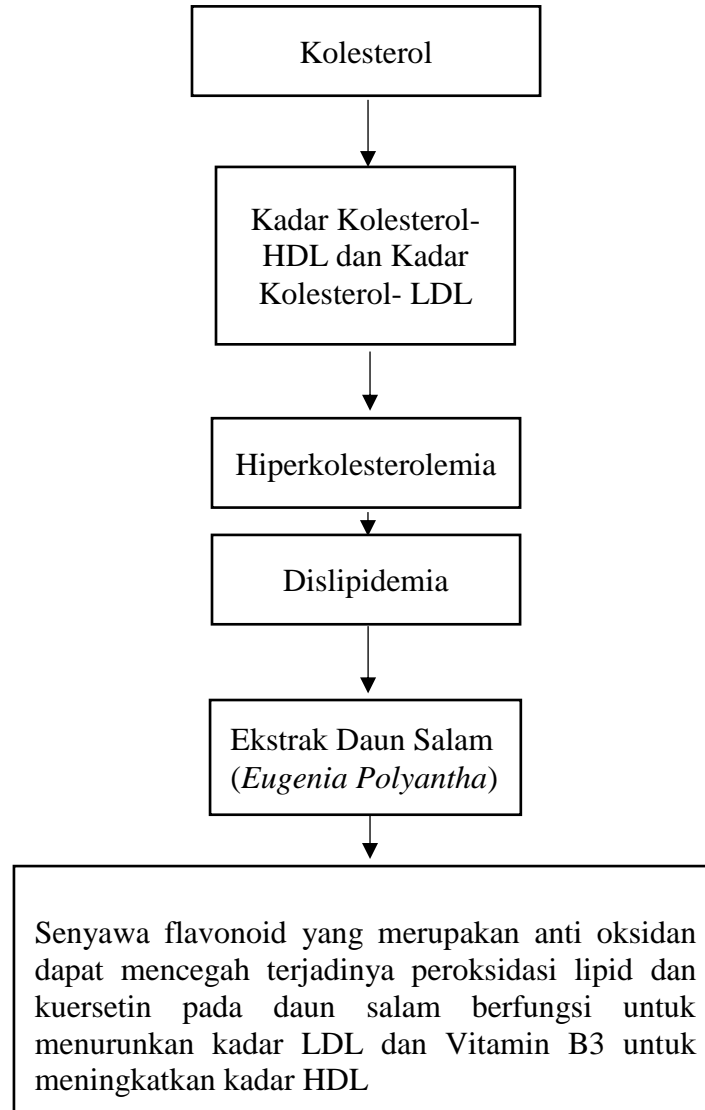 Kolesterol
Kadar Kolesterol-
HDL dan Kadar
Kolesterol- LDL
Hiperkolesterolemia
Dislipidemia
Ekstrak Daun Salam
(Eugenia Polyantha)
Senyawa flavonoid yang merupakan anti oksidan
dapat mencegah terjadinya peroksidasi lipid dan
kuersetin pada daun salam berfungsi untuk
menurunkan kadar LDL dan Vitamin B3 untuk
meningkatkan kadar HDL